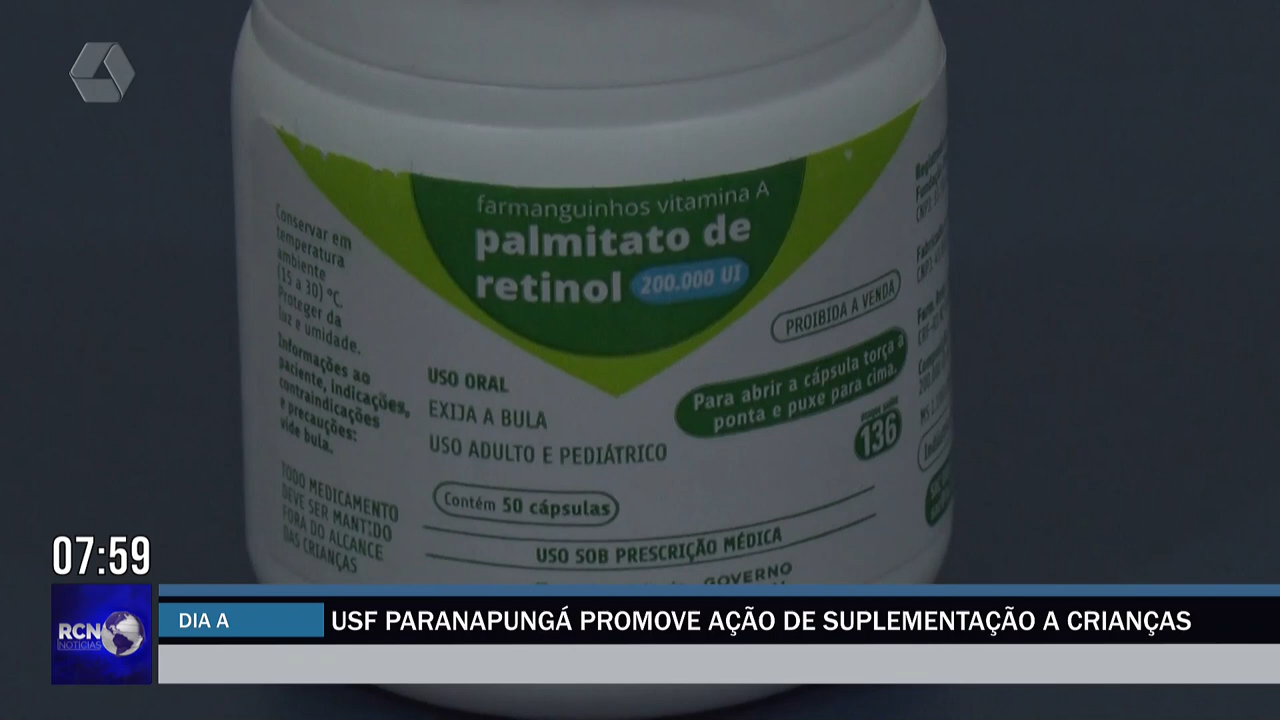 farmanguinhos vitamina A
palmitato de
retinol 200.000 UI
Conservar em
temperatura
ambiente
(15 a 30) °C.
Proteger da
luz e umidade.
Informações ao
paciente, indicações,
contraindicações
e precauções:
vide bula.
TODO MEDICAMENTO
DEVE SER MANTIDO
FORA DO ALCANCE
DAS CRIANÇAS
USO ORAL
EXIJA A BULA
USO ADULTO E PEDIÁTRICO
Contém 50 cápsulas
USO SOB PRESCRIÇÃO MÉDICA
GOVERNO
PROIBIDA A VENDA
Para abrir a cápsula torça a
ponta e puxe para cima.
136
07:59
RCN
NOTÍCIAS
DIA A
USF PARANAPUNGÁ PROMOVE AÇÃO DE SUPLEMENTAÇÃO A CRIANÇAS